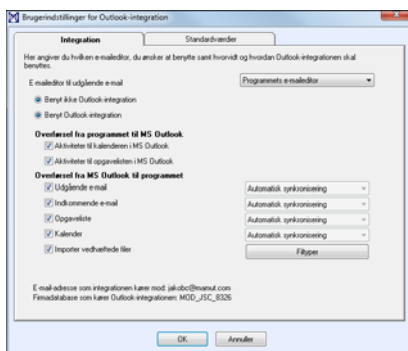 Brugerindstillinger for Outlook-integration
Integration
Standardværdier
Her angiver du hvilken e-maileditor, du ønsker at benytte samt hvorvidt og hvordan Outlook-integrationen skal
benyttes.
E-maileditor til udgående e-mail
Programmets e-maileditor
Benyt ikke Outlook-integration
Benyt Outlook-integration
Overførsel fra programmet til MS Outlook
Aktiviteter til kalenderen i MS Outlook
Aktiviteter til opgavelisten i MS Outlook
Overførsel fra MS Outlook til programmet
Udgående e-mail
Automatisk synkronisering
Indkommende e-mail
Automatisk synkronisering
Opgaveliste
Automatisk synkronisering
Kalender
Automatisk synkronisering
Importer vedhæftede filer
Filtyper
E-mail-adresse som integrationen kører mod: jakobc@mamut.com
Firmadatabase som kører Outlook-integrationen: MOD_JSC_8326
OK
Annuller